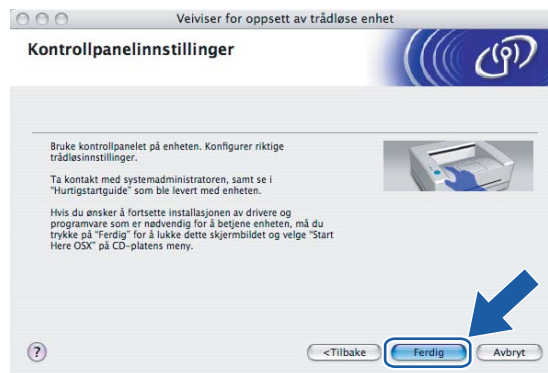 Veiviser for oppsett av trådløse enhet
Kontrollpanelinnstillinger
Bruke kontrollpanelet på enheten. Konfigurer riktige
trådløsinnstillinger.
Ta kontakt med systemadministratoren, samt se i
"Hurtigstartguide" som ble levert med enheten.
Hvis du ønsker å fortsette installasjonen av drivere og
programvare som er nødvendig for å betjene enheten, må du
trykke på "Ferdig" for å lukke dette skjermbildet og velge "Start
Here OSX" på CD-platens meny.
? <Tilbake Ferdig Avbryt